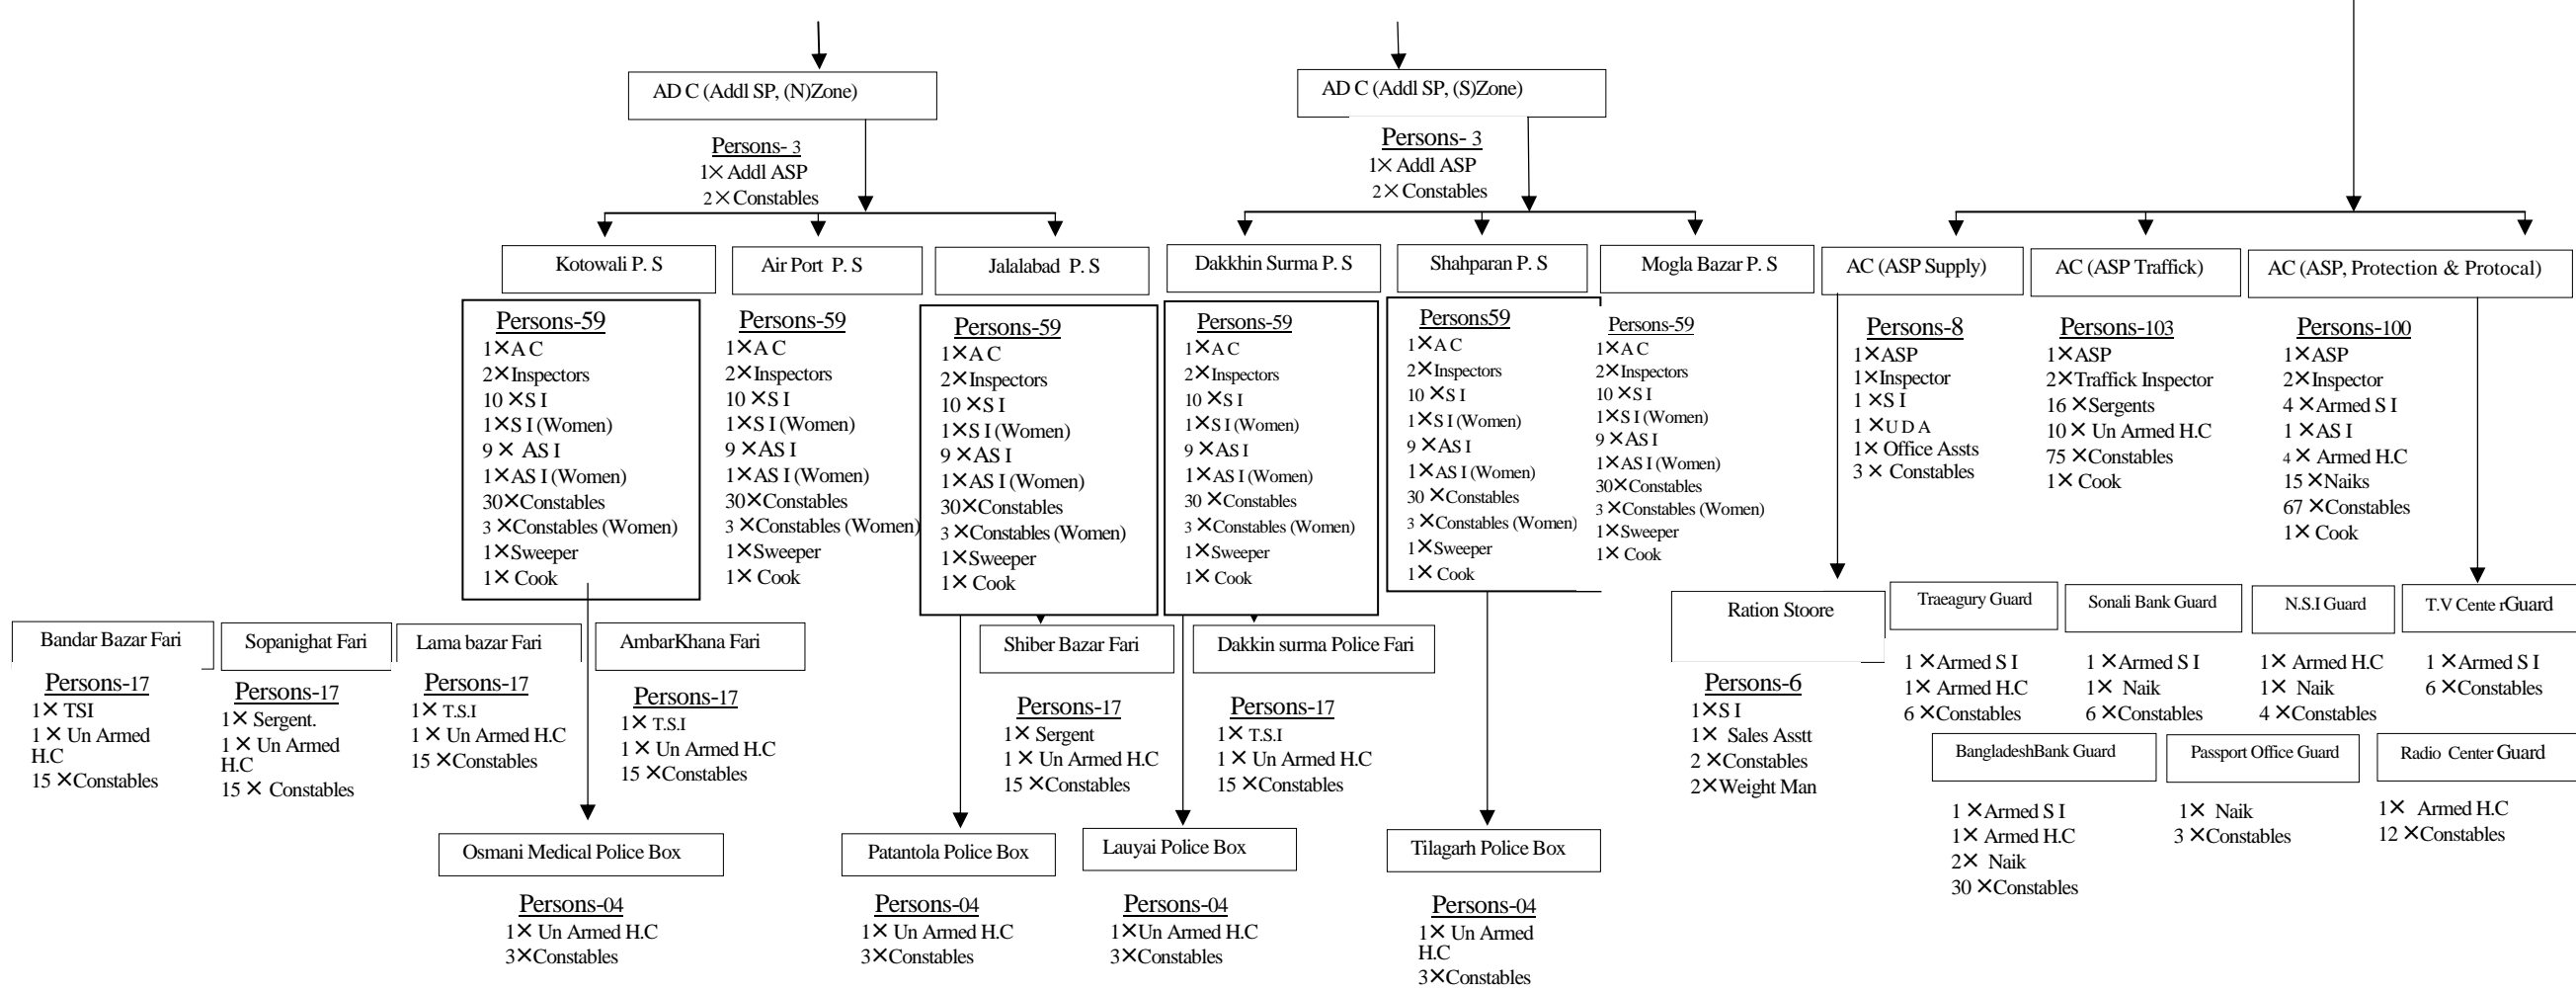 AD C (Addl SP, (N)Zone)
Persons- 3
1× Addl ASP
2× Constables
AD C (Addl SP, (S)Zone)
Persons- 3
1× Addl ASP
2× Constables
Kotowali P. S
Persons-59
1×A C
2×Inspectors
10 ×S I
1×S I (Women)
9 × AS I
1×AS I (Women)
30×Constables
3 ×Constables (Women)
1×Sweeper
1× Cook
Air Port P. S
Persons-59
1×A C
2×Inspectors
10 ×S I
1×S I (Women)
9 ×AS I
1×AS I (Women)
30×Constables
3 ×Constables (Women)
1×Sweeper
1× Cook
Jalalabad P. S
Persons-59
1×A C
2×Inspectors
10 ×S I
1×S I (Women)
9 ×AS I
1×AS I (Women)
30×Constables
3 ×Constables (Women)
1×Sweeper
1× Cook
Dakkhin Surma P. S
Persons-59
1×A C
2×Inspectors
10 ×S I
1×S I (Women)
9 ×AS I
1×AS I (Women)
30 ×Constables
3 ×Constables (Women)
1×Sweeper
1× Cook
Shahparan P. S
Persons59
1×A C
2×Inspectors
10 ×S I
1×S I (Women)
9 ×AS I
1×AS I (Women)
30 ×Constables
3 ×Constables (Women)
1×Sweeper
1× Cook
Mogla Bazar P. S
Persons-59
1×A C
2×Inspectors
10 ×S I
1×S I (Women)
9 ×AS I
1×AS I (Women)
30×Constables
3 ×Constables (Women)
1×Sweeper
1× Cook
AC (ASP Supply)
Persons-8
1×ASP
1×Inspector
1 ×S I
1 ×U D A
1× Office Assts
3 × Constables
AC (ASP Traffick)
Persons-103
1×ASP
2×Traffick Inspector
16 ×Sergents
10 × Un Armed H.C
75 ×Constables
1× Cook
AC (ASP, Protection & Protocal)
Persons-100
1×ASP
2×Inspector
4 ×Armed S I
1 ×AS I
4 × Armed H.C
15 ×Naiks
67 ×Constables
1× Cook
Bandar Bazar Fari
Persons-17
1× TSI
1 × Un Armed
H.C
15 ×Constables
Sopanighat Fari
Persons-17
1× Sergent.
1 × Un Armed
H.C
15 × Constables
Lama bazar Fari
Persons-17
1× T.S.I
1 × Un Armed H.C
15 ×Constables
AmbarKhana Fari
Persons-17
1× T.S.I
1 × Un Armed H.C
15 ×Constables
Shiber Bazar Fari
Persons-17
1× Sergent
1 × Un Armed H.C
15 ×Constables
Dakkin surma Police Fari
Persons-17
1× T.S.I
1 × Un Armed H.C
15 ×Constables
Ration Stoore
Persons-6
1×S I
1× Sales Asstt
2 ×Constables
2×Weight Man
Traeagury Guard
1 ×Armed S I
1× Armed H.C
6 ×Constables
Sonali Bank Guard
1 ×Armed S I
1× Naik
6 ×Constables
N.S.I Guard
1× Armed H.C
1× Naik
4 ×Constables
T.V Cente rGuard
1 ×Armed S I
6 ×Constables
BangladeshBank Guard
1 ×Armed S I
1× Armed H.C
2× Naik
30 ×Constables
Passport Office Guard
1× Naik
3 ×Constables
Radio Center Guard
1× Armed H.C
12 ×Constables
Osmani Medical Police Box
Persons-04
1× Un Armed H.C
3×Constables
Patantola Police Box
Persons-04
1× Un Armed H.C
3×Constables
Lauyai Police Box
Persons-04
1×Un Armed H.C
3×Constables
Tilagarh Police Box
Persons-04
1× Un Armed
H.C
3×Constables